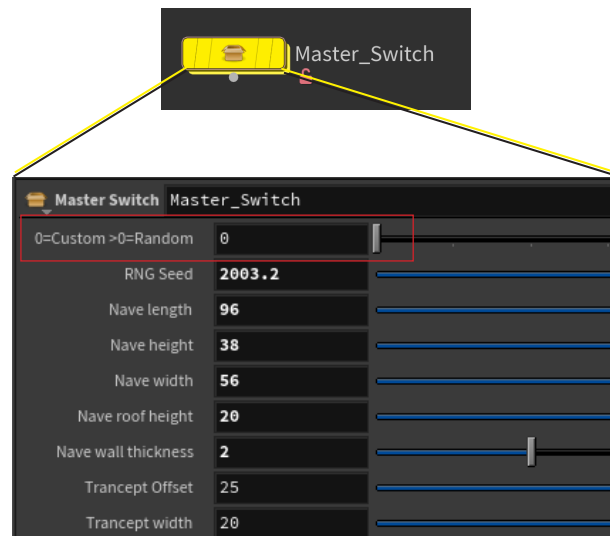 Master_Switch
Master Switch Master_Switch
0=Custom >0=Random 0
RNG Seed 2003.2
Nave length 96
Nave height 38
Nave width 56
Nave roof height 20
Nave wall thickness 2
Trancept Offset 25
Trancept width 20